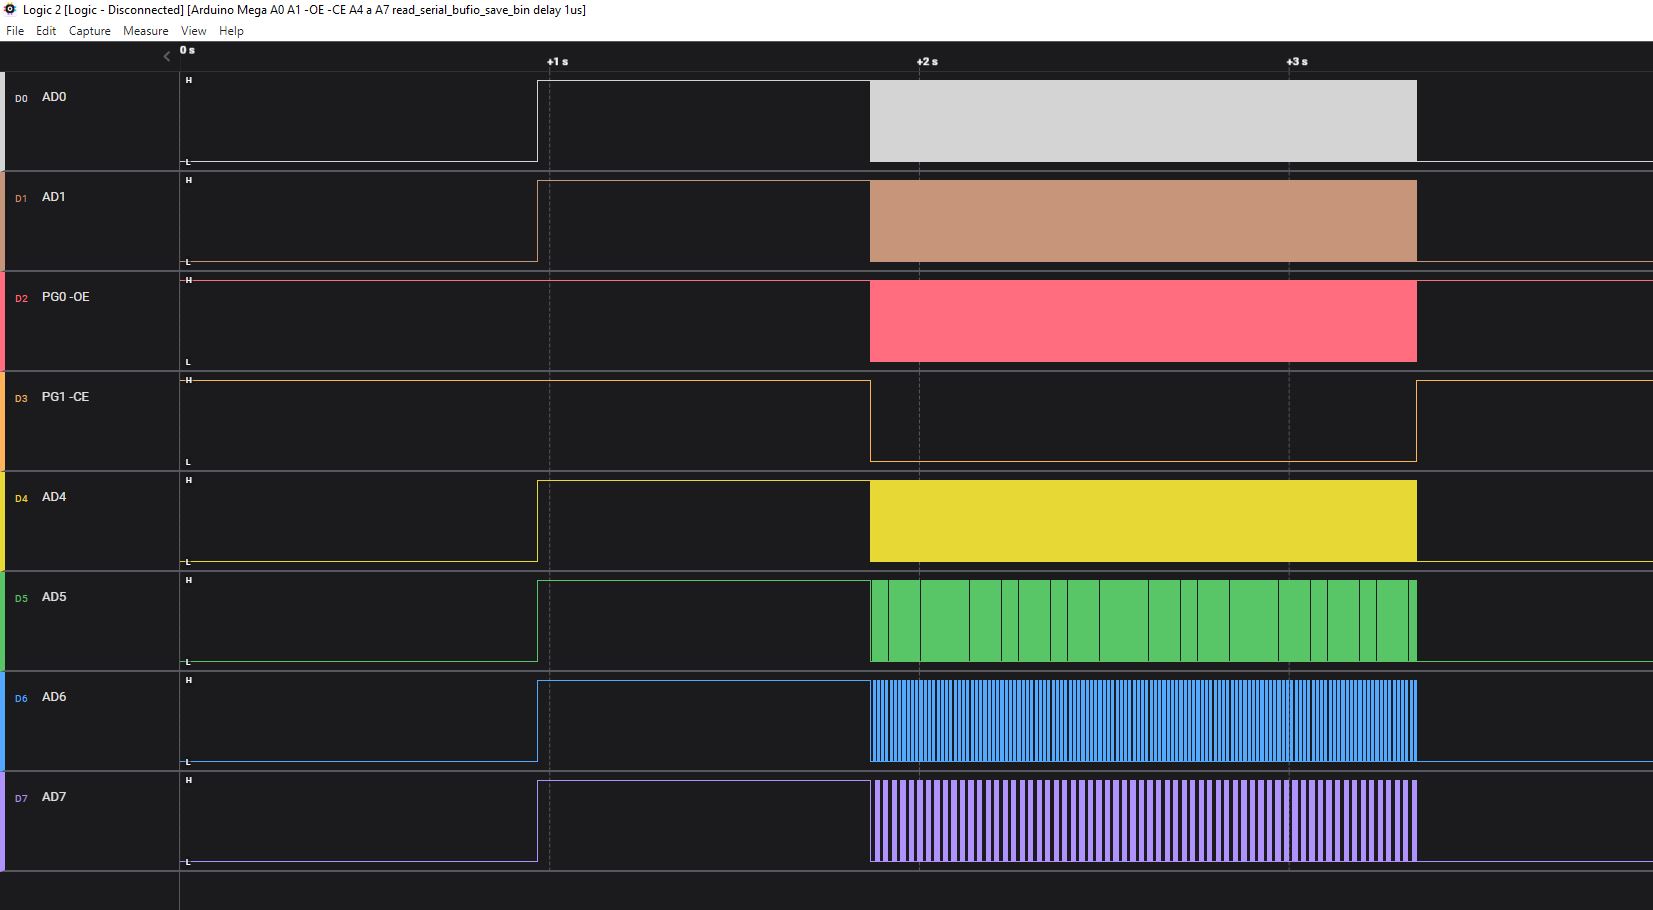 Logic 2 [Logic - Disconnected] [Arduino Mega A0 A1 -OE -CE A4 a A7 read_serial_bufio_save_bin delay 1us]
File Edit Capture Measure View Help
0 s
+1 s +2 s +3 s
H
D0 AD0
L
H
D1 AD1
L
H
D2 PG0 -OE
L
H
D3 PG1 -CE
L
H
D4 AD4
L
H
D5 AD5
L
H
D6 AD6
L
H
D7 AD7
L